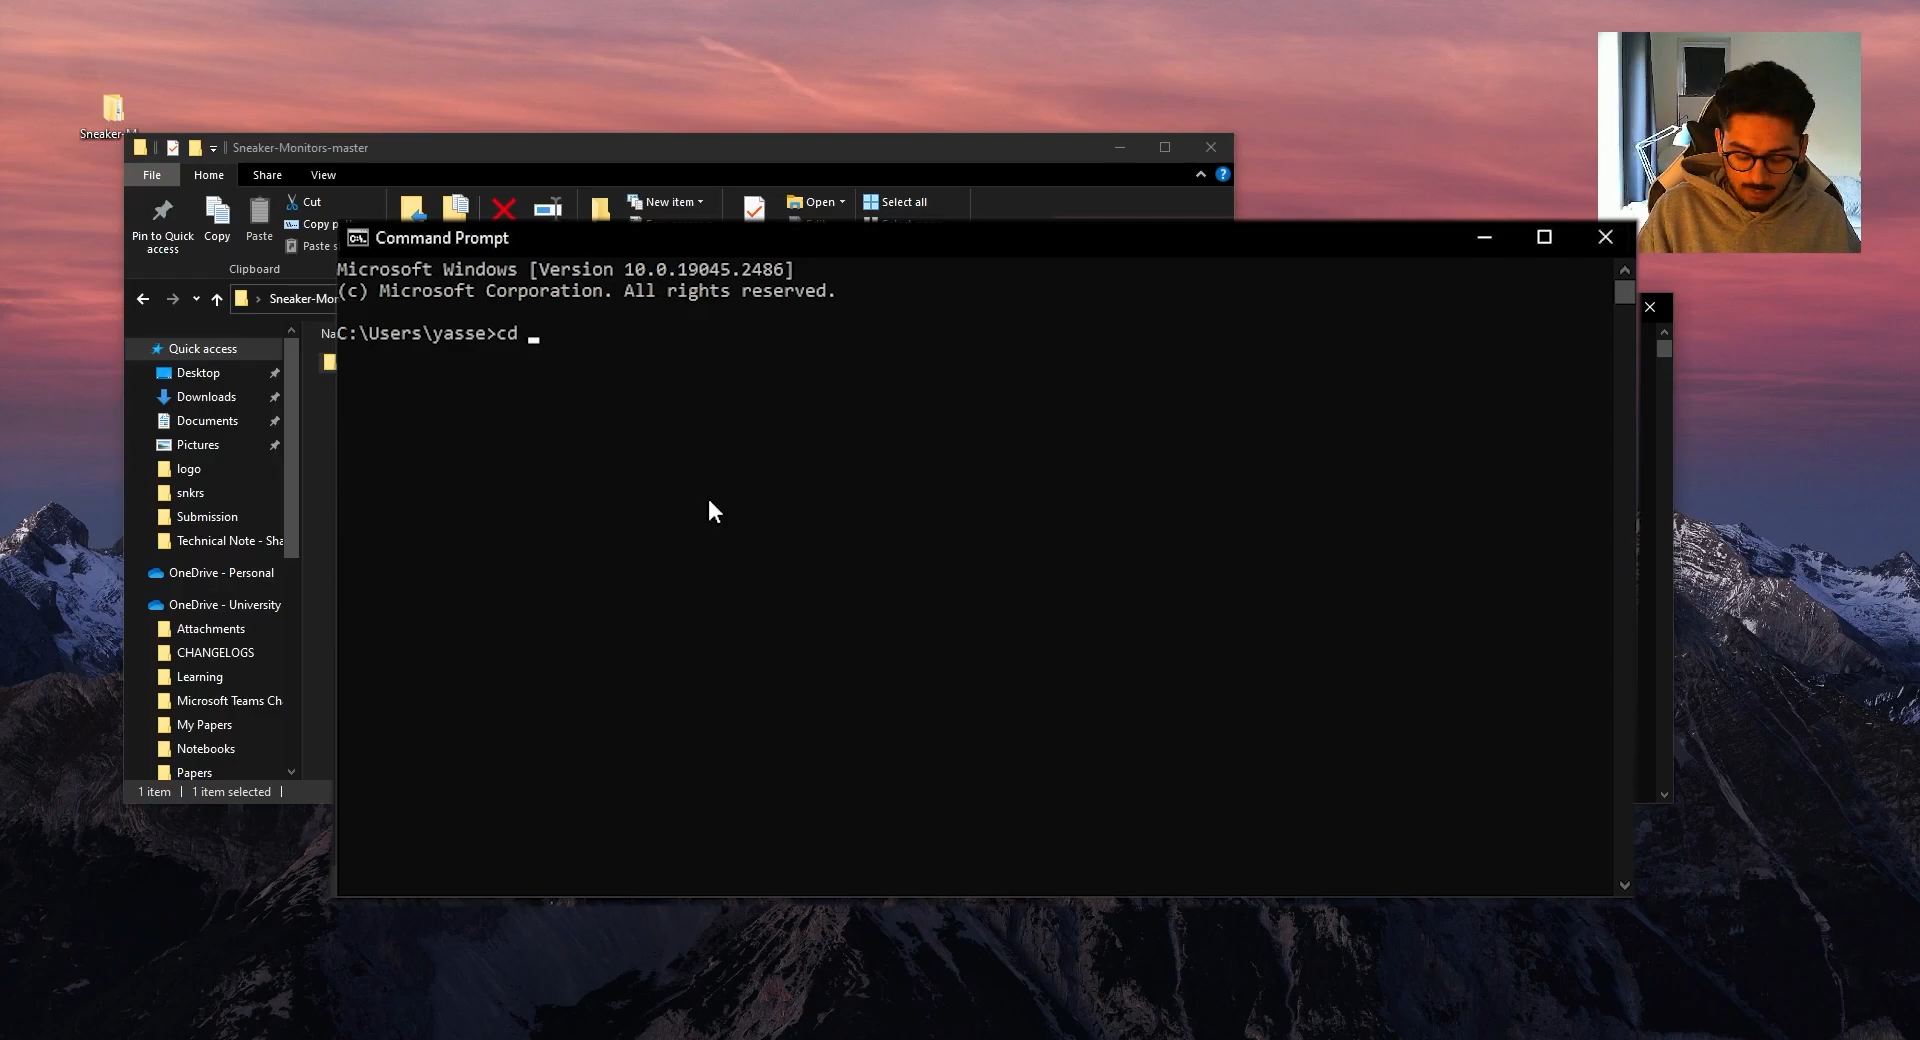 Sneaker-M
Sneaker-Monitors-master
File
Home
Share
View
Pin to Quick
access
Copy
Paste
Cut
Copy p
Paste s
Clipboard
New item
Open
Select all
Sneaker-Mon
Na
Quick access
Desktop
Downloads
Documents
Pictures
logo
snkrs
Submission
Technical Note - Sha
OneDrive - Personal
OneDrive - University
Attachments
CHANGELOGS
Learning
Microsoft Teams Ch
My Papers
Notebooks
Papers
1 item
1 item selected
Command Prompt
Microsoft Windows [Version 10.0.19045.2486]
(c) Microsoft Corporation. All rights reserved.
C:\Users\yasse>cd